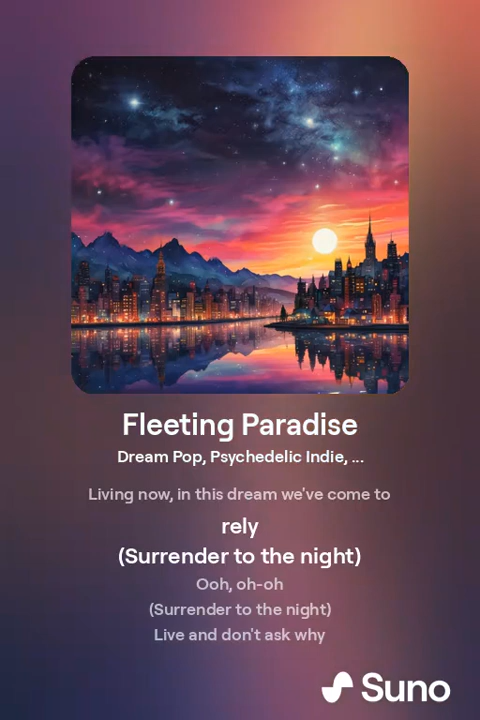 Fleeting Paradise
Dream Pop, Psychedelic Indie, ...
Living now, in this dream we've come to
rely
(Surrender to the night)
Ooh, oh-oh
(Surrender to the night)
Live and don't ask why
Suno